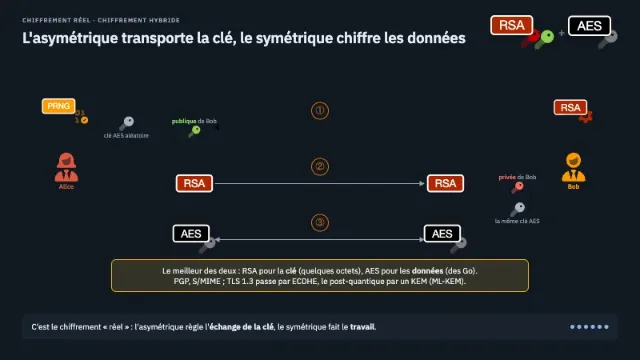 CHIFFREMENT RÉEL · CHIFFREMENT HYBRIDE
L'asymétrique transporte la clé, le symétrique chiffre les données
RSA + AES
PRNG
clé AES aléatoire
publique de Bob
①
RSA
Alice
Bob
②
RSA
RSA
privée de Bob
la même clé AES
③
AES
AES
Le meilleur des deux : RSA pour la clé (quelques octets), AES pour les données (des Go).
PGP, S/MIME ; TLS 1.3 passe par ECDHE, le post-quantique par un KEM (ML-KEM).
C'est le chiffrement « réel » : l'asymétrique règle l'échange de la clé, le symétrique fait le travail.